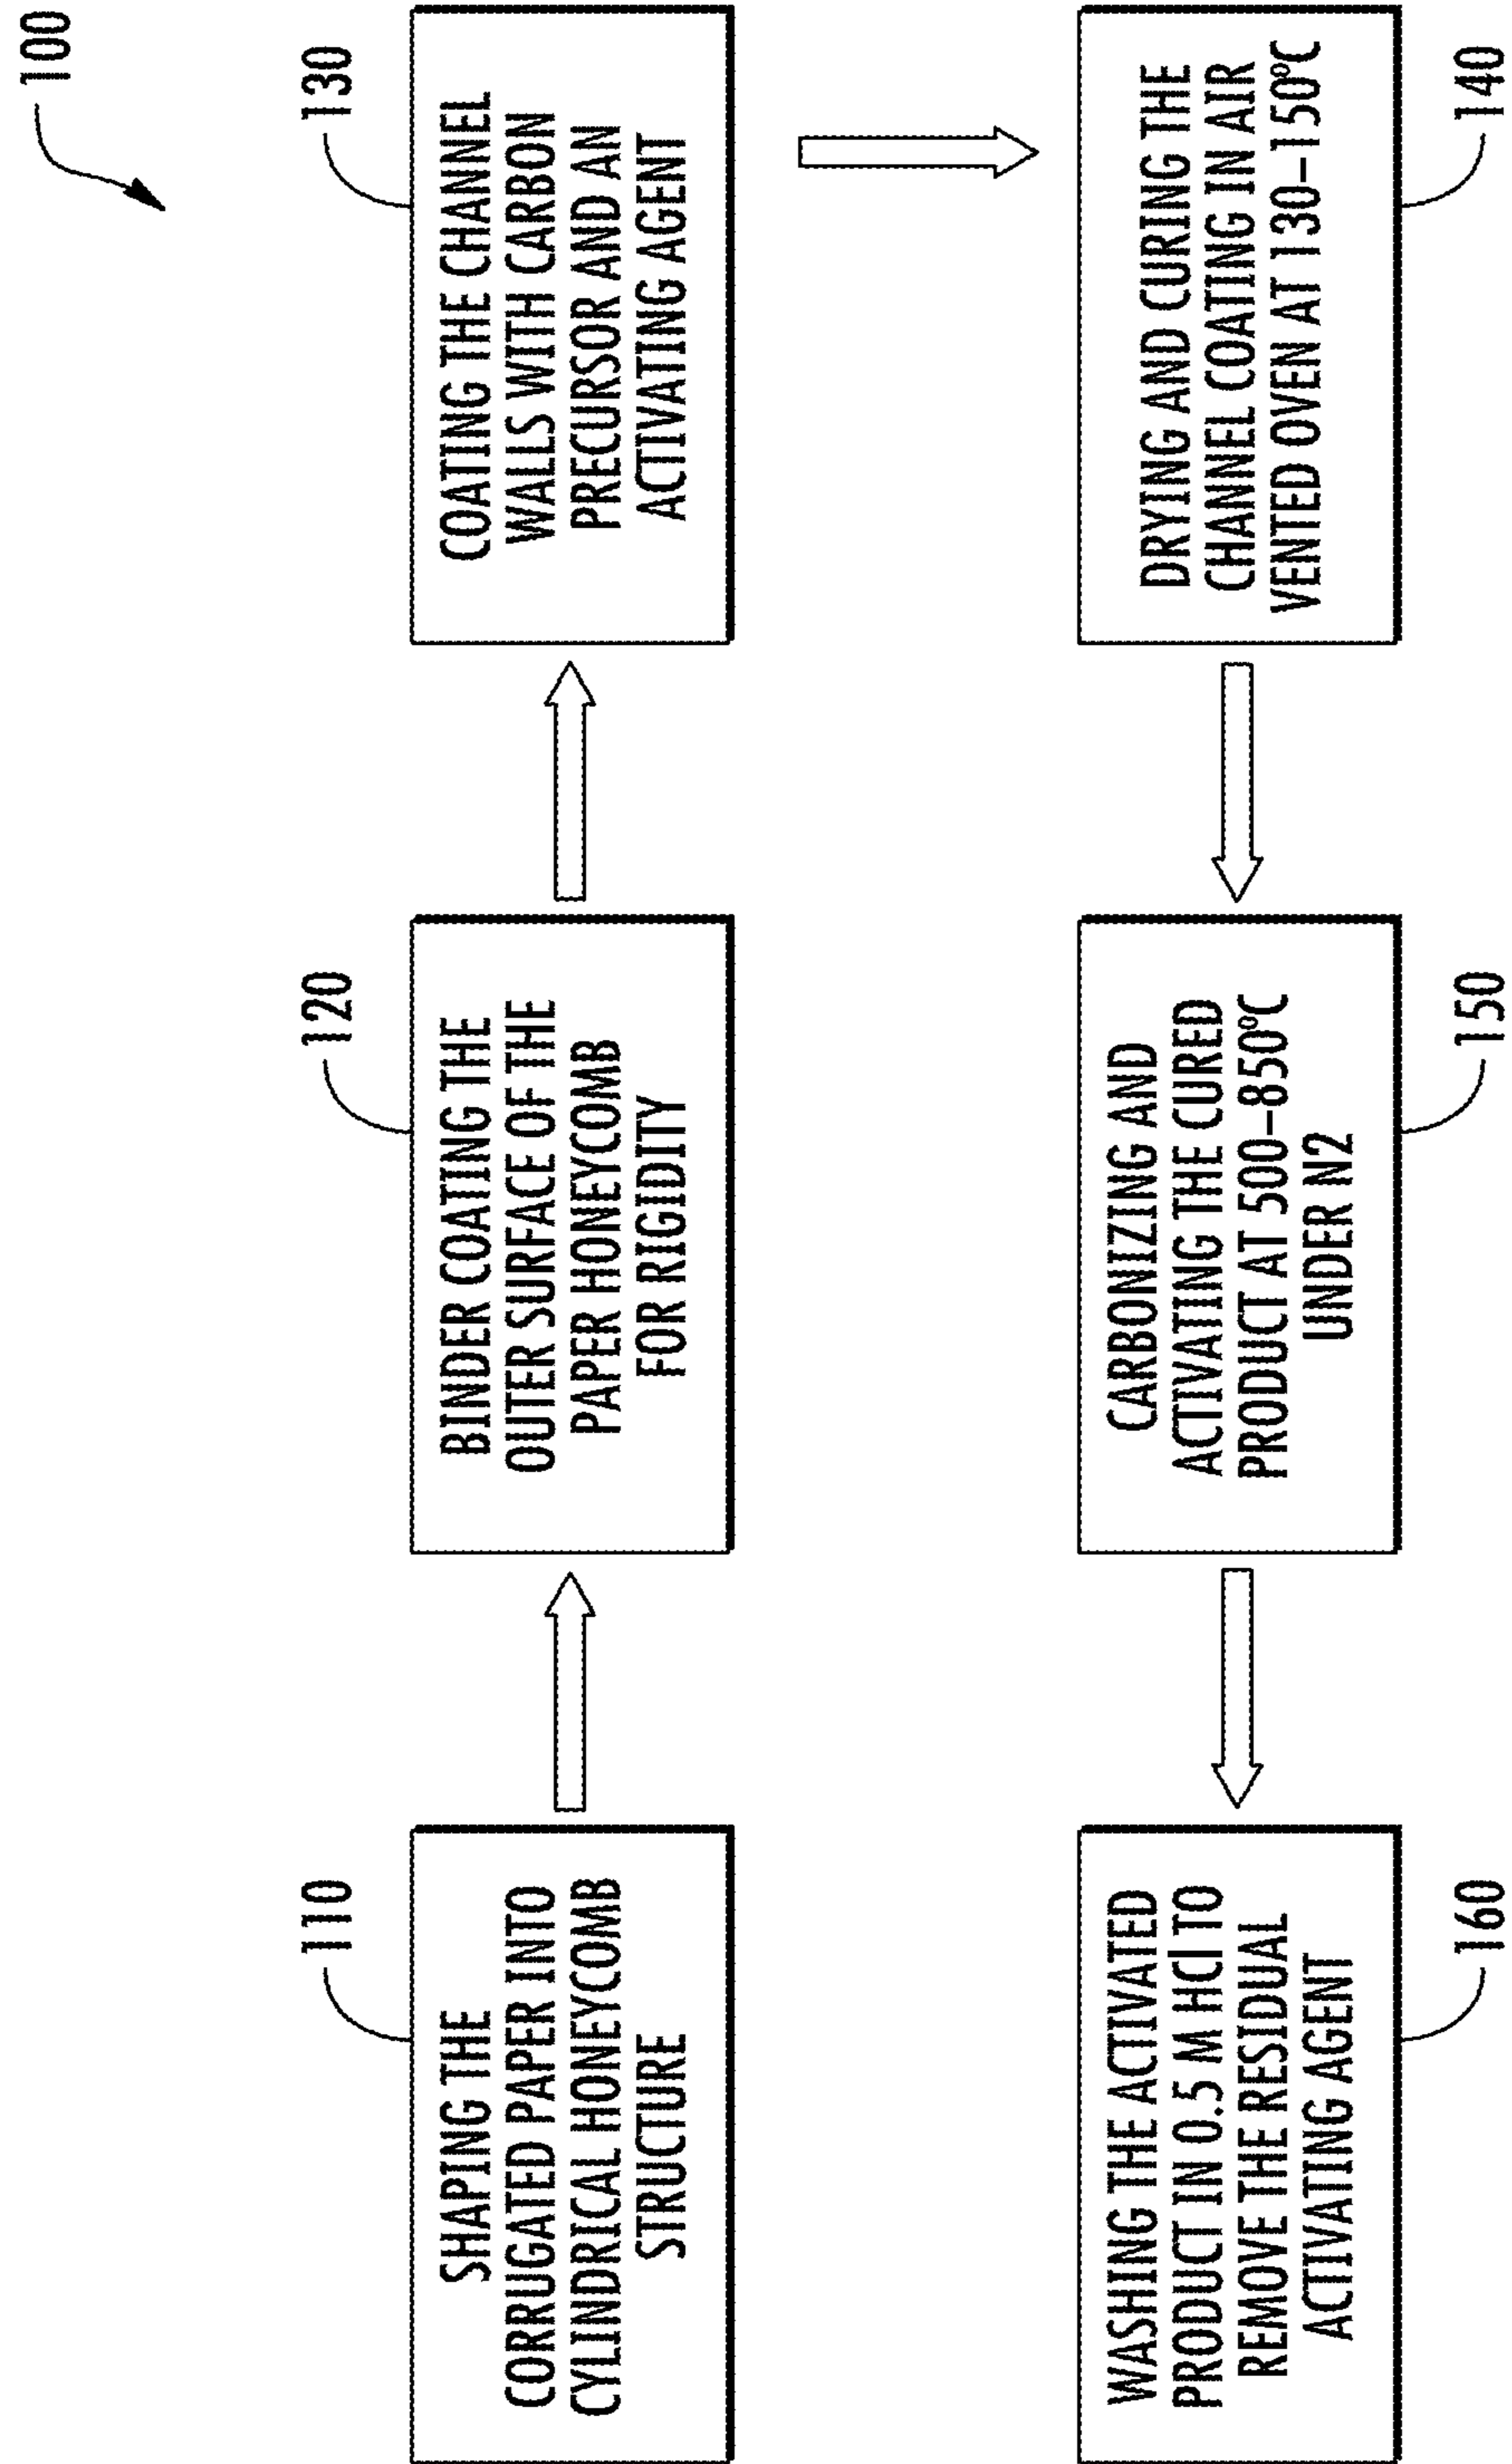 100
110
SHAPING THE
CORRUGATED PAPER INTO
CYLINDRICAL HONEYCOMB
STRUCTURE
120
BINDER COATING THE
OUTER SURFACE OF THE
PAPER HONEYCOMB
FOR RIGIDITY
130
COATING THE CHANNEL
WALLS WITH CARBON
PRECURSOR AND AN
ACTIVATING AGENT
DRYING AND CURING THE
CHANNEL COATING IN AIR
VENTED OVEN AT 130-150°C
140
CARBONIZING AND
ACTIVATING THE CURED
PRODUCT AT 500-850°C
UNDER N2
150
WASHING THE ACTIVATED
PRODUCT IN 0.5 M HCl TO
REMOVE THE RESIDUAL
ACTIVATING AGENT
160